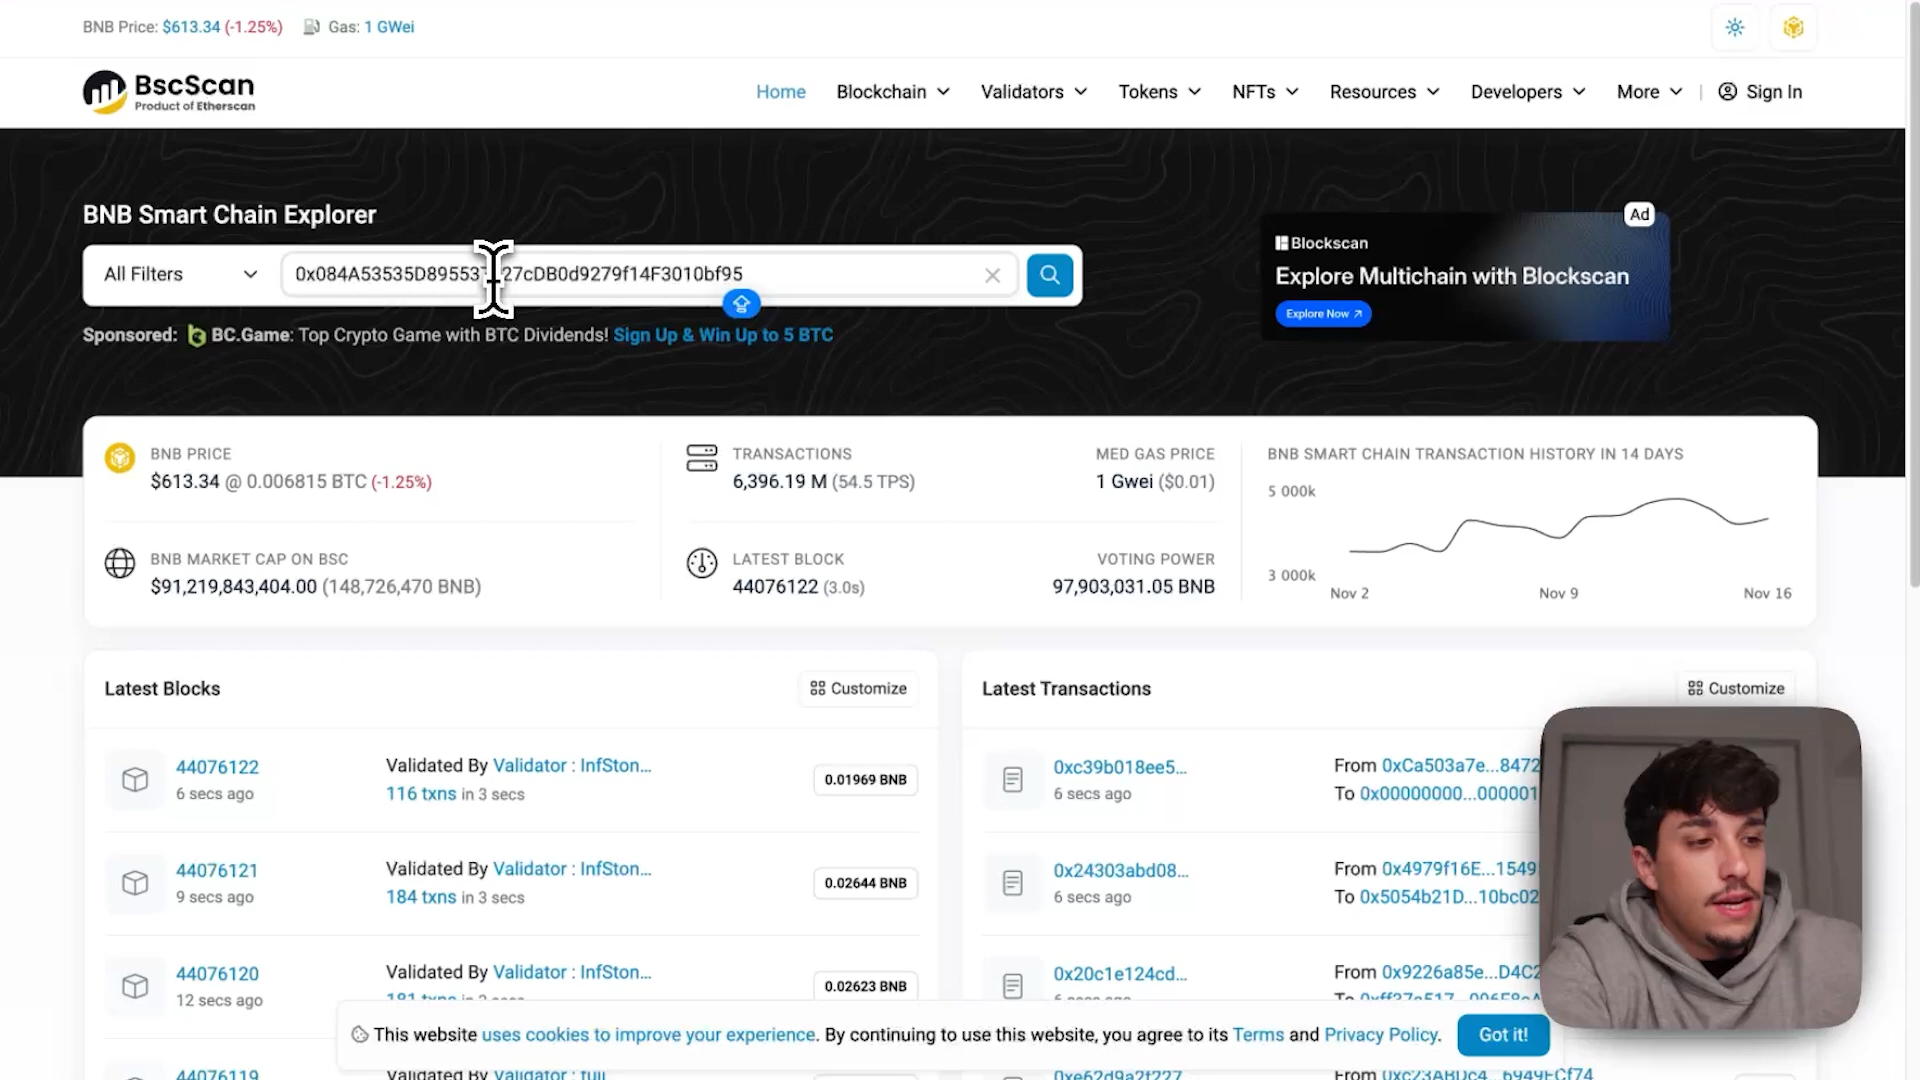 BNB Price: $613.34 (-1.25%) Gas: 1 GWei
BscScan
Product of Etherscan
Home Blockchain Validators Tokens NFTs Resources Developers More | Sign In
BNB Smart Chain Explorer
All Filters
Sponsored: BC.Game: Top Crypto Game with BTC Dividends! Sign Up & Win Up to 5 BTC
Ad
Blockscan
Explore Multichain with Blockscan
Explore Now
BNB PRICE
$613.34 @ 0.006815 BTC (-1.25%)
TRANSACTIONS
6,396.19 M (54.5 TPS)
MED GAS PRICE
1 Gwei ($0.01)
BNB MARKET CAP ON BSC
$91,219,843,404.00 (148,726,470 BNB)
LATEST BLOCK
44076122 (3.0s)
VOTING POWER
97,903,031.05 BNB
BNB SMART CHAIN TRANSACTION HISTORY IN 14 DAYS
5 000k
3 000k
Nov 2 Nov 9 Nov 16
Latest Blocks
Customize
44076122
6 secs ago
Validated By Validator : InfSton...
116 txns in 3 secs
0.01969 BNB
44076121
9 secs ago
Validated By Validator : InfSton...
184 txns in 3 secs
0.02644 BNB
44076120
12 secs ago
Validated By Validator : InfSton...
0.02623 BNB
44076119
Latest Transactions
Customize
0xc39b018ee5...
6 secs ago
From 0xCa503a7e...8472
To 0x00000000...000001
0x24303abd08...
6 secs ago
From 0x4979f16E...1549
To 0x5054b21D...10bc02
0x20c1e124cd...
From 0x9226a85e...D4C2
This website uses cookies to improve your experience. By continuing to use this website, you agree to its Terms and Privacy Policy.
Got it!